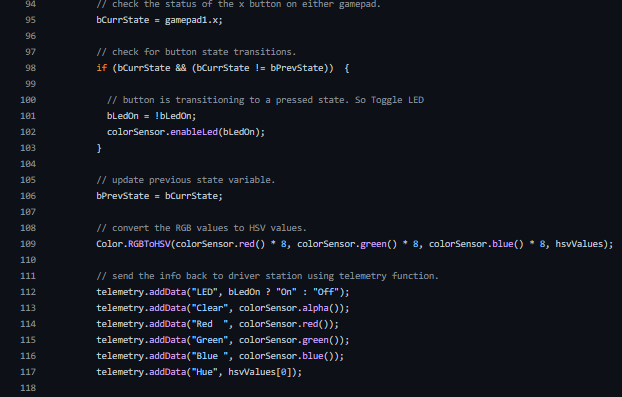 94 // check the status of the x button on either gamepad.
95 bCurrState = gamepad1.x;
96
97 // check for button state transitions.
98 if (bCurrState && (bCurrState != bPrevState))  {
99
100 // button is transitioning to a pressed state. So Toggle LED
101 bLedOn = !bLedOn;
102 colorSensor.enableLed(bLedOn);
103 }
104
105 // update previous state variable.
106 bPrevState = bCurrState;
107
108 // convert the RGB values to HSV values.
109 Color.RGBToHSV(colorSensor.red() * 8, colorSensor.green() * 8, colorSensor.blue() * 8, hsvValues);
110
111 // send the info back to driver station using telemetry function.
112 telemetry.addData("LED", bLedOn ? "On" : "Off");
113 telemetry.addData("Clear", colorSensor.alpha());
114 telemetry.addData("Red  ", colorSensor.red());
115 telemetry.addData("Green", colorSensor.green());
116 telemetry.addData("Blue ", colorSensor.blue());
117 telemetry.addData("Hue", hsvValues[0]);
118